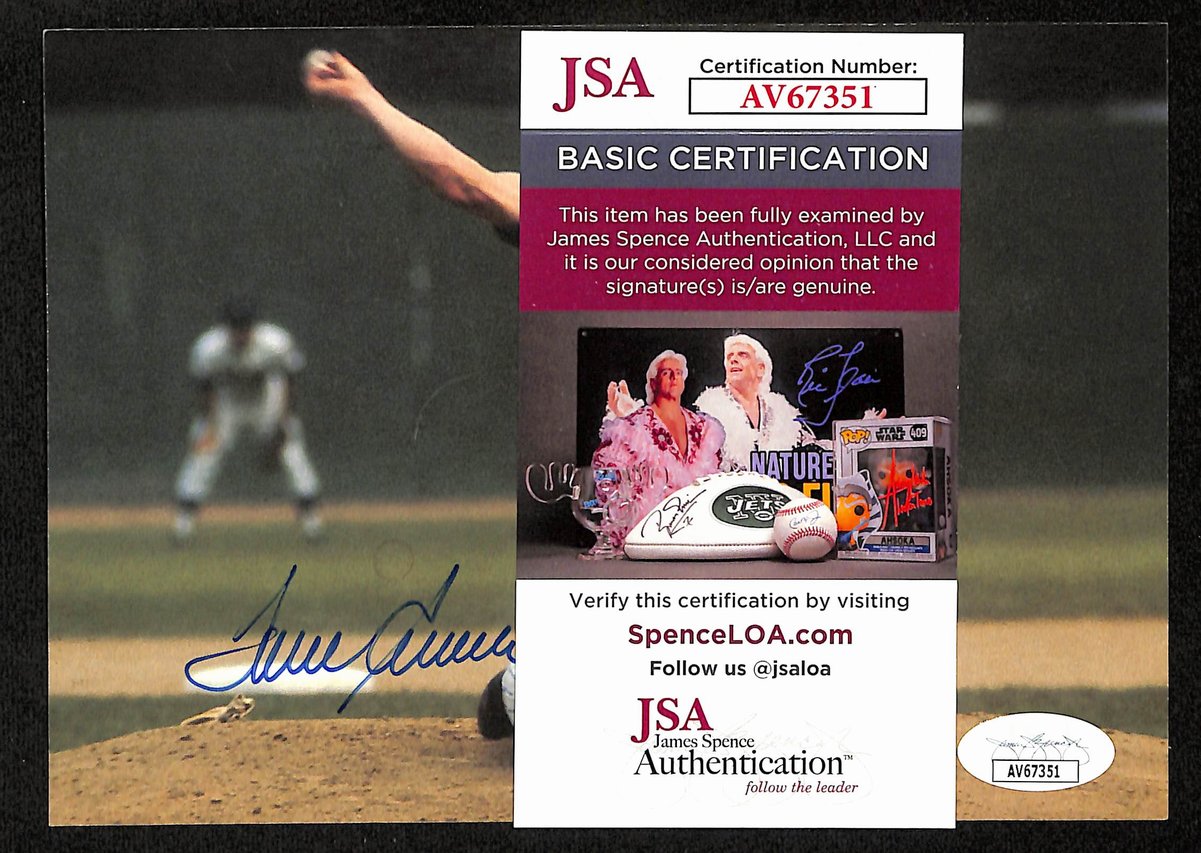 JSA
Certification Number:
AV67351
BASIC CERTIFICATION
This item has been fully examined by
James Spence Authentication, LLC and
it is our considered opinion that the
signature(s) is/are genuine.
NATURE
POP!
STAR WARS
409
JETS
AHSOKA
Verify this certification by visiting
SpenceLOA.com
Follow us @jsaloa
JSA
James Spence
Authentication™
follow the leader
AV67351